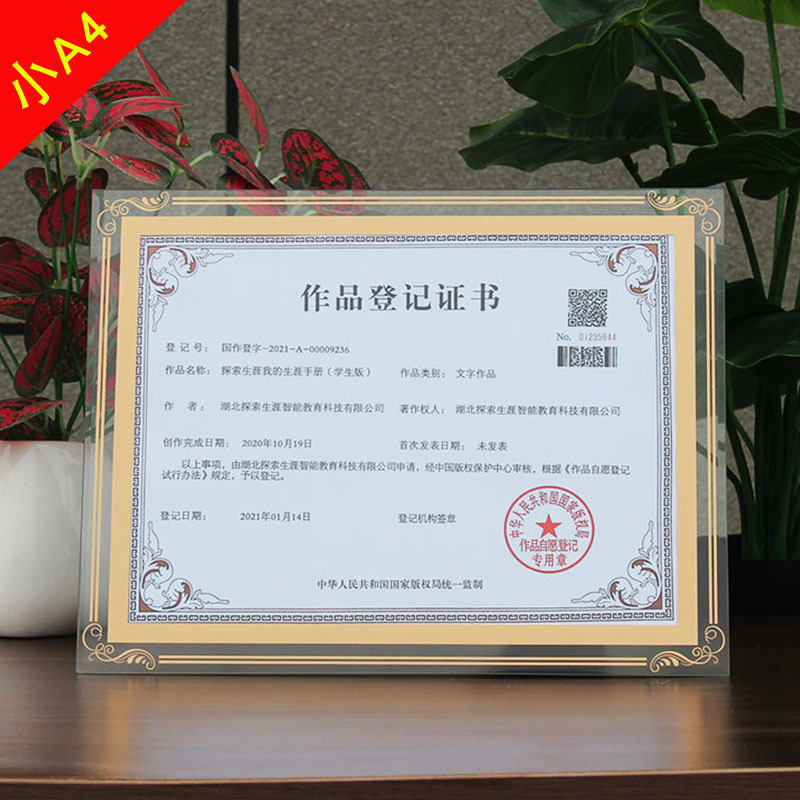 小A4
作品登记证书
No. 01235644
登 记 号： 国作登字-2021-A-00009236
作品名称： 探索生涯我的生涯手册（学生版） 作品类别： 文字作品
作 者： 湖北探索生涯智能教育科技有限公司 著作权人： 湖北探索生涯智能教育科技有限公司
创作完成日期： 2020年10月19日 首次发表日期： 未发表
以上事项，由湖北探索生涯智能教育科技有限公司申请，经中国版权保护中心审核，根据《作品自愿登记
试行办法》规定，予以登记。
登记日期： 2021年01月14日 登记机构签章
中华人民共和国国家版权局
作品自愿登记
专用章
中华人民共和国国家版权局统一监制